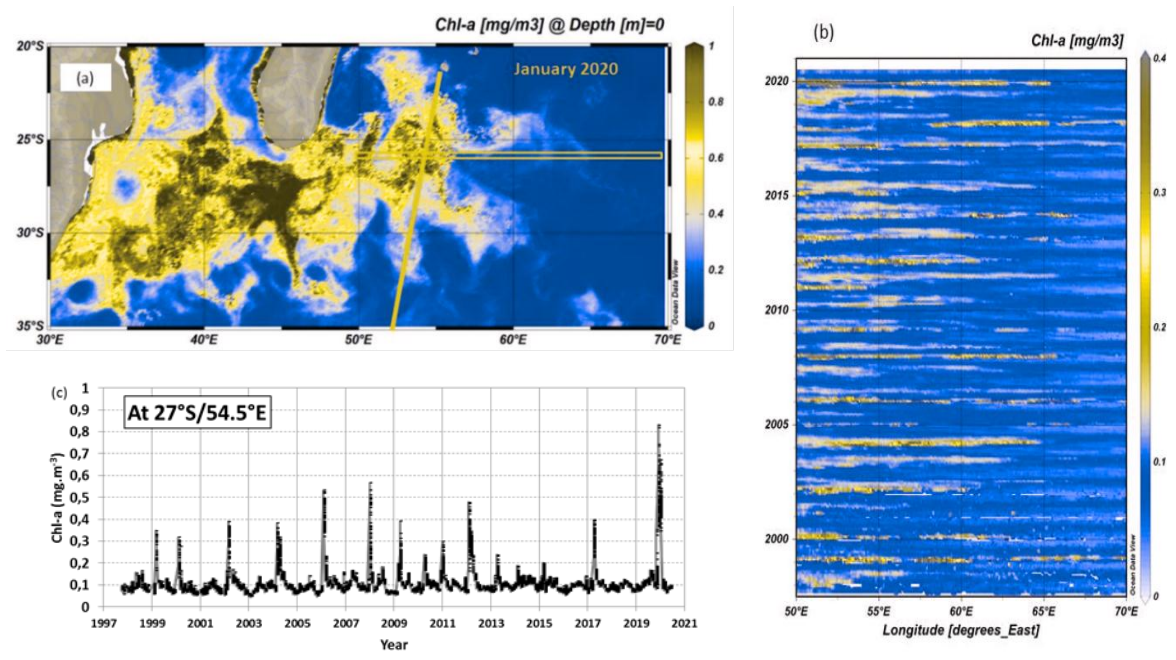 Chl-a [mg/m3] @ Depth [m]=0
20°S
25°S
30°S
35°S
(a)
January 2020
1
0.8
0.6
0.4
0.2
0
Ocean Data View
30°E
40°E
50°E
60°E
70°E
(b)
Chl-a [mg/m3]
2020
2015
2010
2005
2000
0.4
0.3
0.2
0.1
0
Ocean Data View
50°E
55°E
60°E
65°E
70°E
Longitude [degrees_East]
(c)
At 27°S/54.5°E
Chl-a (mg.m-3)
1
0,9
0,8
0,7
0,6
0,5
0,4
0,3
0,2
0,1
0
1997
1999
2001
2003
2005
2007
2009
2011
2013
2015
2017
2019
2021
Year